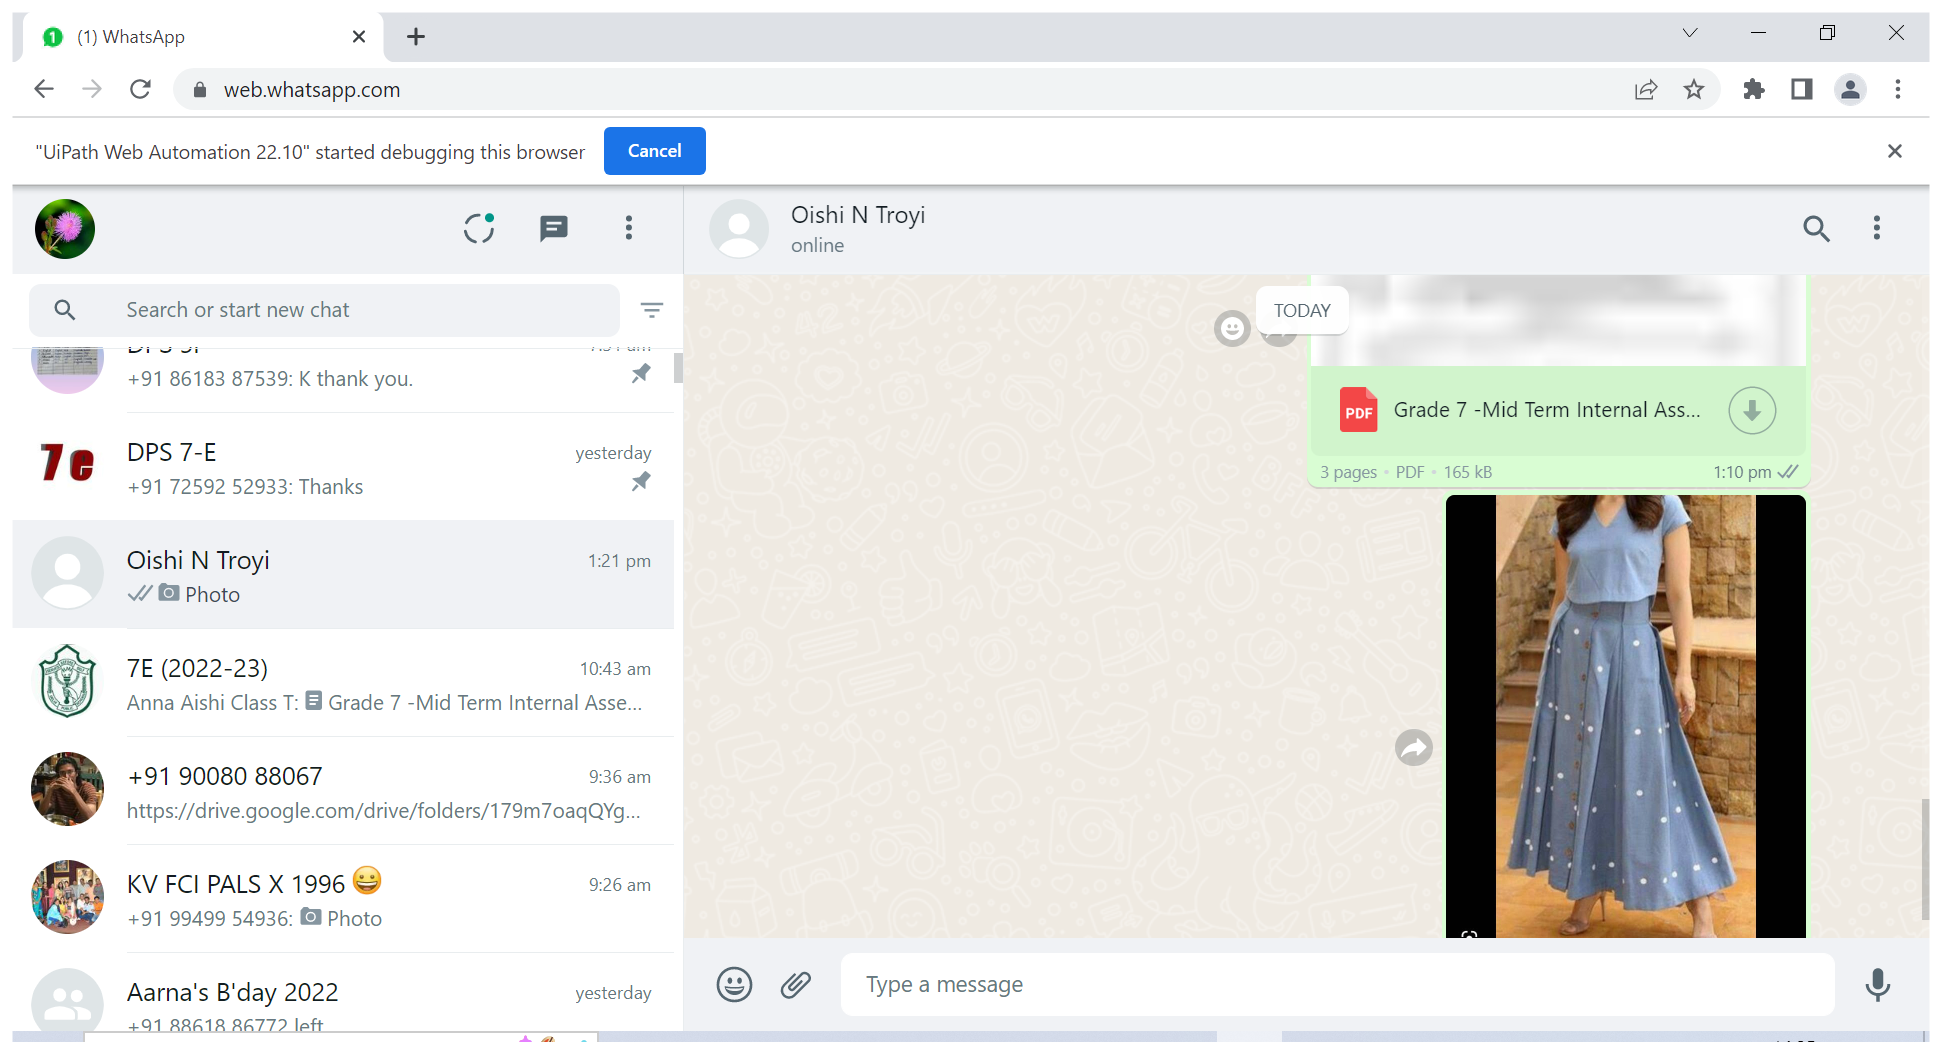 1 (1) WhatsApp
web.whatsapp.com
"UiPath Web Automation 22.10" started debugging this browser Cancel
Search or start new chat
+91 86183 87539: K thank you.
7e DPS 7-E yesterday
+91 72592 52933: Thanks
Oishi N Troyi 1:21 pm
Photo
7E (2022-23) 10:43 am
Anna Aishi Class T: Grade 7 -Mid Term Internal Asse...
+91 90080 88067 9:36 am
https://drive.google.com/drive/folders/179m7oaqQYg...
KV FCI PALS X 1996 😀 9:26 am
+91 99499 54936: Photo
Aarna's B'day 2022 yesterday
+91 88618 86772 left
Oishi N Troyi
online
TODAY
PDF Grade 7 -Mid Term Internal Ass...
3 pages • PDF • 165 kB 1:10 pm
Type a message